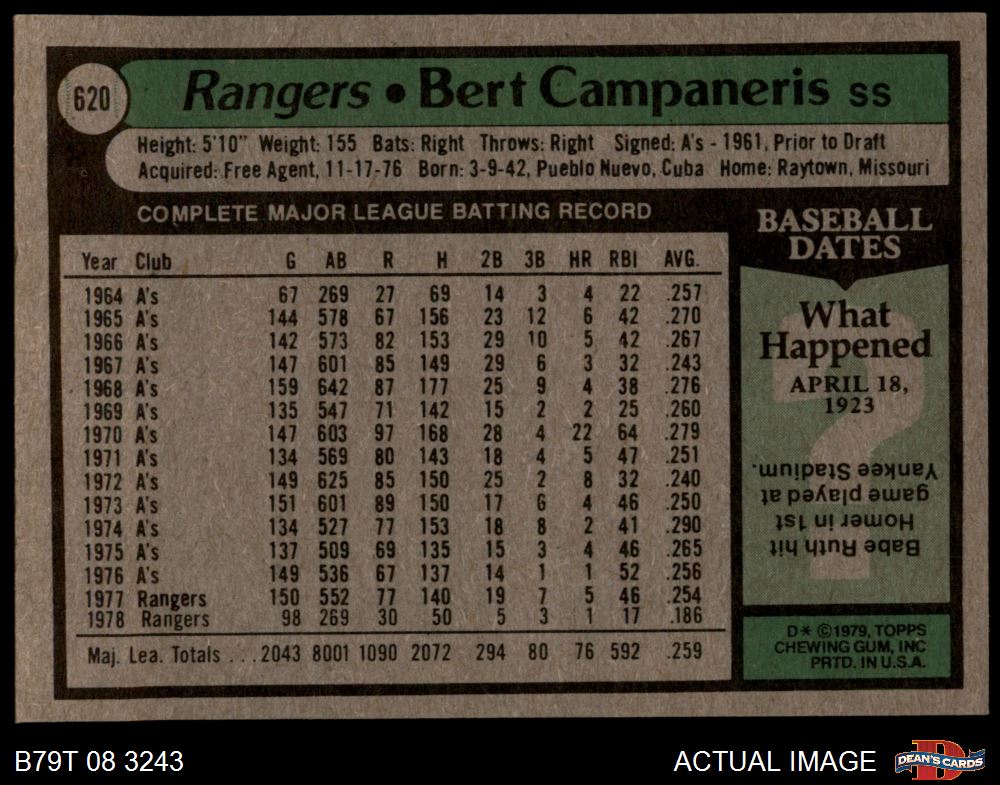 620
Rangers • Bert Campaneris SS
Height: 5'10" Weight: 155 Bats: Right Throws: Right Signed: A's - 1961, Prior to Draft
Acquired: Free Agent, 11-17-76 Born: 3-9-42, Pueblo Nuevo, Cuba Home: Raytown, Missouri
COMPLETE MAJOR LEAGUE BATTING RECORD
Year Club G AB R H 2B 3B HR RBI AVG.
1964 A's 67 269 27 69 14 3 4 22 .257
1965 A's 144 578 67 156 23 12 6 42 .270
1966 A's 142 573 82 153 29 10 5 42 .267
1967 A's 147 601 85 149 29 6 3 32 .243
1968 A's 159 642 87 177 25 9 4 38 .276
1969 A's 135 547 71 142 15 2 2 25 .260
1970 A's 147 603 97 168 28 4 22 64 .279
1971 A's 134 569 80 143 18 4 5 47 .251
1972 A's 149 625 85 150 25 2 8 32 .240
1973 A's 151 601 89 150 17 6 4 46 .250
1974 A's 134 527 77 153 18 8 2 41 .290
1975 A's 137 509 69 135 15 3 4 46 .265
1976 A's 149 536 67 137 14 1 1 52 .256
1977 Rangers 150 552 77 140 19 7 5 46 .254
1978 Rangers 98 269 30 50 5 3 1 17 .186
Maj. Lea. Totals . . . 2043 8001 1090 2072 294 80 76 592 .259
BASEBALL
DATES
What
Happened
APRIL 18,
1923
Babe Ruth hit
Homer in 1st
game played at
Yankee Stadium.
D* ©1979, TOPPS
CHEWING GUM, INC
PRTD. IN U.S.A.
B79T 08 3243
ACTUAL IMAGE
DEAN'S CARDS